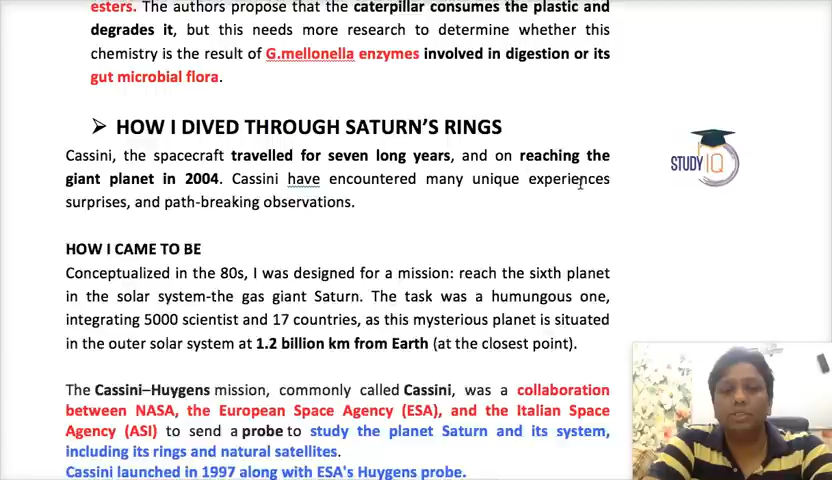 esters. The authors propose that the caterpillar consumes the plastic and
degrades it, but this needs more research to determine whether this
chemistry is the result of G.mellonella enzymes involved in digestion or its
gut microbial flora.
➢ HOW I DIVED THROUGH SATURN'S RINGS
Cassini, the spacecraft travelled for seven long years, and on reaching the
giant planet in 2004. Cassini have encountered many unique experiences
surprises, and path-breaking observations.
STUDY IQ
HOW I CAME TO BE
Conceptualized in the 80s, I was designed for a mission: reach the sixth planet
in the solar system-the gas giant Saturn. The task was a humungous one,
integrating 5000 scientist and 17 countries, as this mysterious planet is situated
in the outer solar system at 1.2 billion km from Earth (at the closest point).
The Cassini–Huygens mission, commonly called Cassini, was a collaboration
between NASA, the European Space Agency (ESA), and the Italian Space
Agency (ASI) to send a probe to study the planet Saturn and its system,
including its rings and natural satellites.
Cassini launched in 1997 along with ESA's Huygens probe.